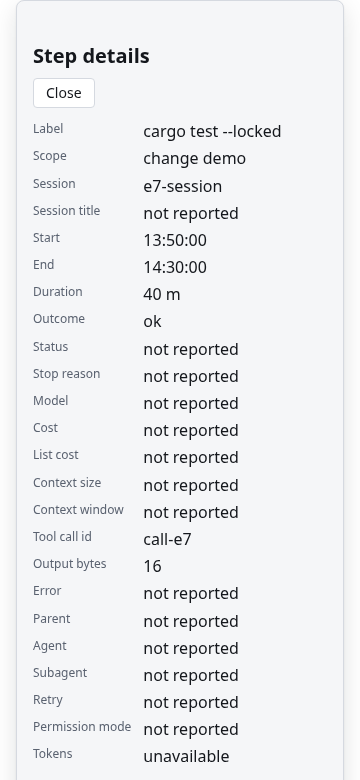 Step details
Close
Label cargo test --locked
Scope change demo
Session e7-session
Session title not reported
Start 13:50:00
End 14:30:00
Duration 40 m
Outcome ok
Status not reported
Stop reason not reported
Model not reported
Cost not reported
List cost not reported
Context size not reported
Context window not reported
Tool call id call-e7
Output bytes 16
Error not reported
Parent not reported
Agent not reported
Subagent not reported
Retry not reported
Permission mode not reported
Tokens unavailable